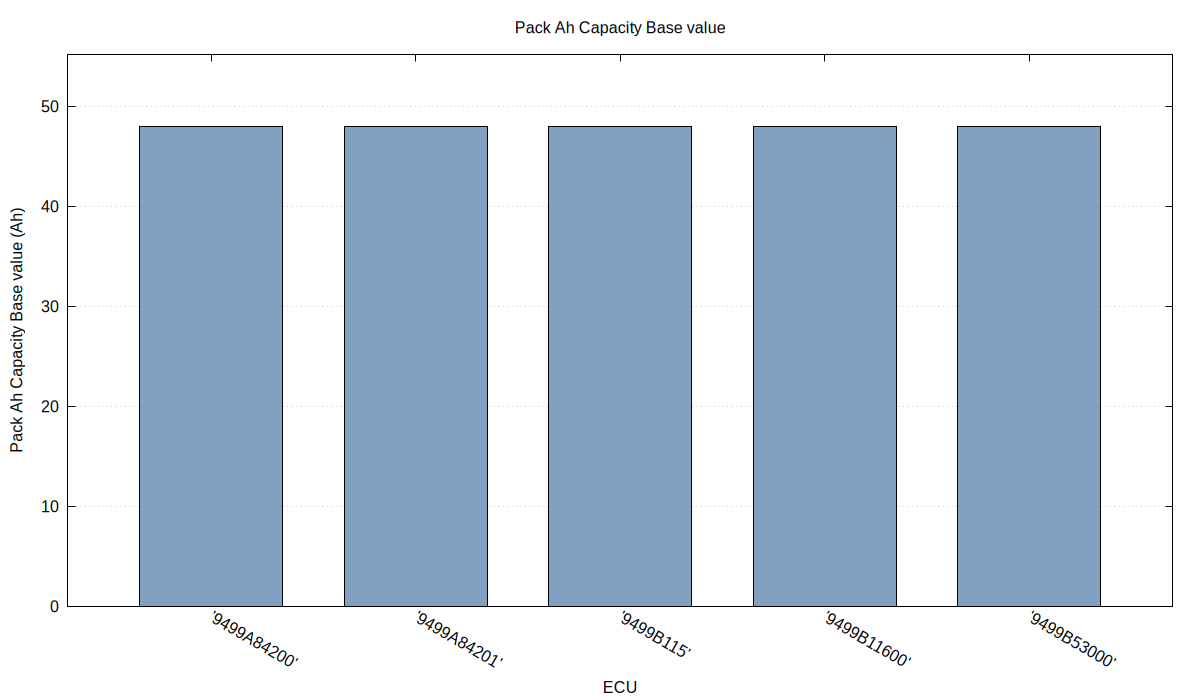 Pack Ah Capacity Base value
Pack Ah Capacity Base value (Ah)
50
40
30
20
10
0
'9499A84200'
'9499A84201'
'9499B115'
'9499B11600'
'9499B53000'
ECU